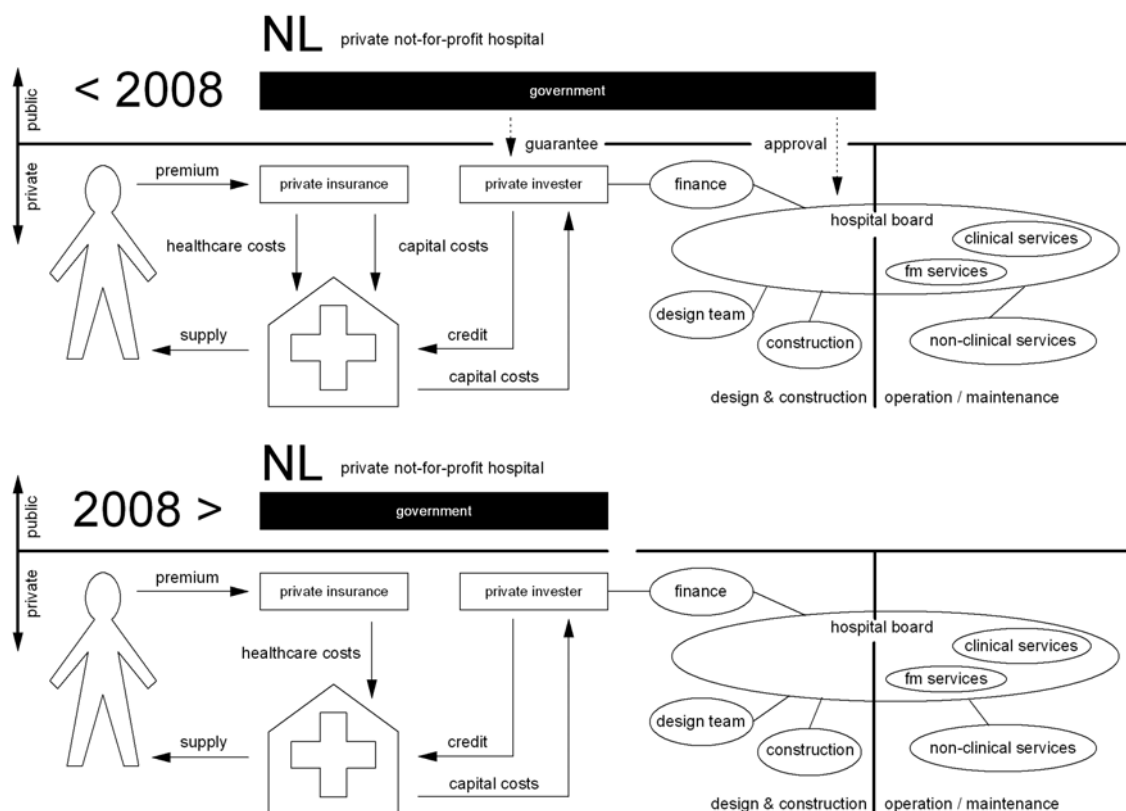 NL private not-for-profit hospital
< 2008
government
public
private
guarantee
approval
premium
private insurance
private invester
finance
hospital board
clinical services
fm services
healthcare costs
capital costs
design team
construction
non-clinical services
supply
credit
capital costs
design & construction
operation / maintenance
NL private not-for-profit hospital
2008 >
government
public
private
premium
private insurance
private invester
finance
hospital board
clinical services
fm services
healthcare costs
design team
construction
non-clinical services
supply
credit
capital costs
design & construction
operation / maintenance